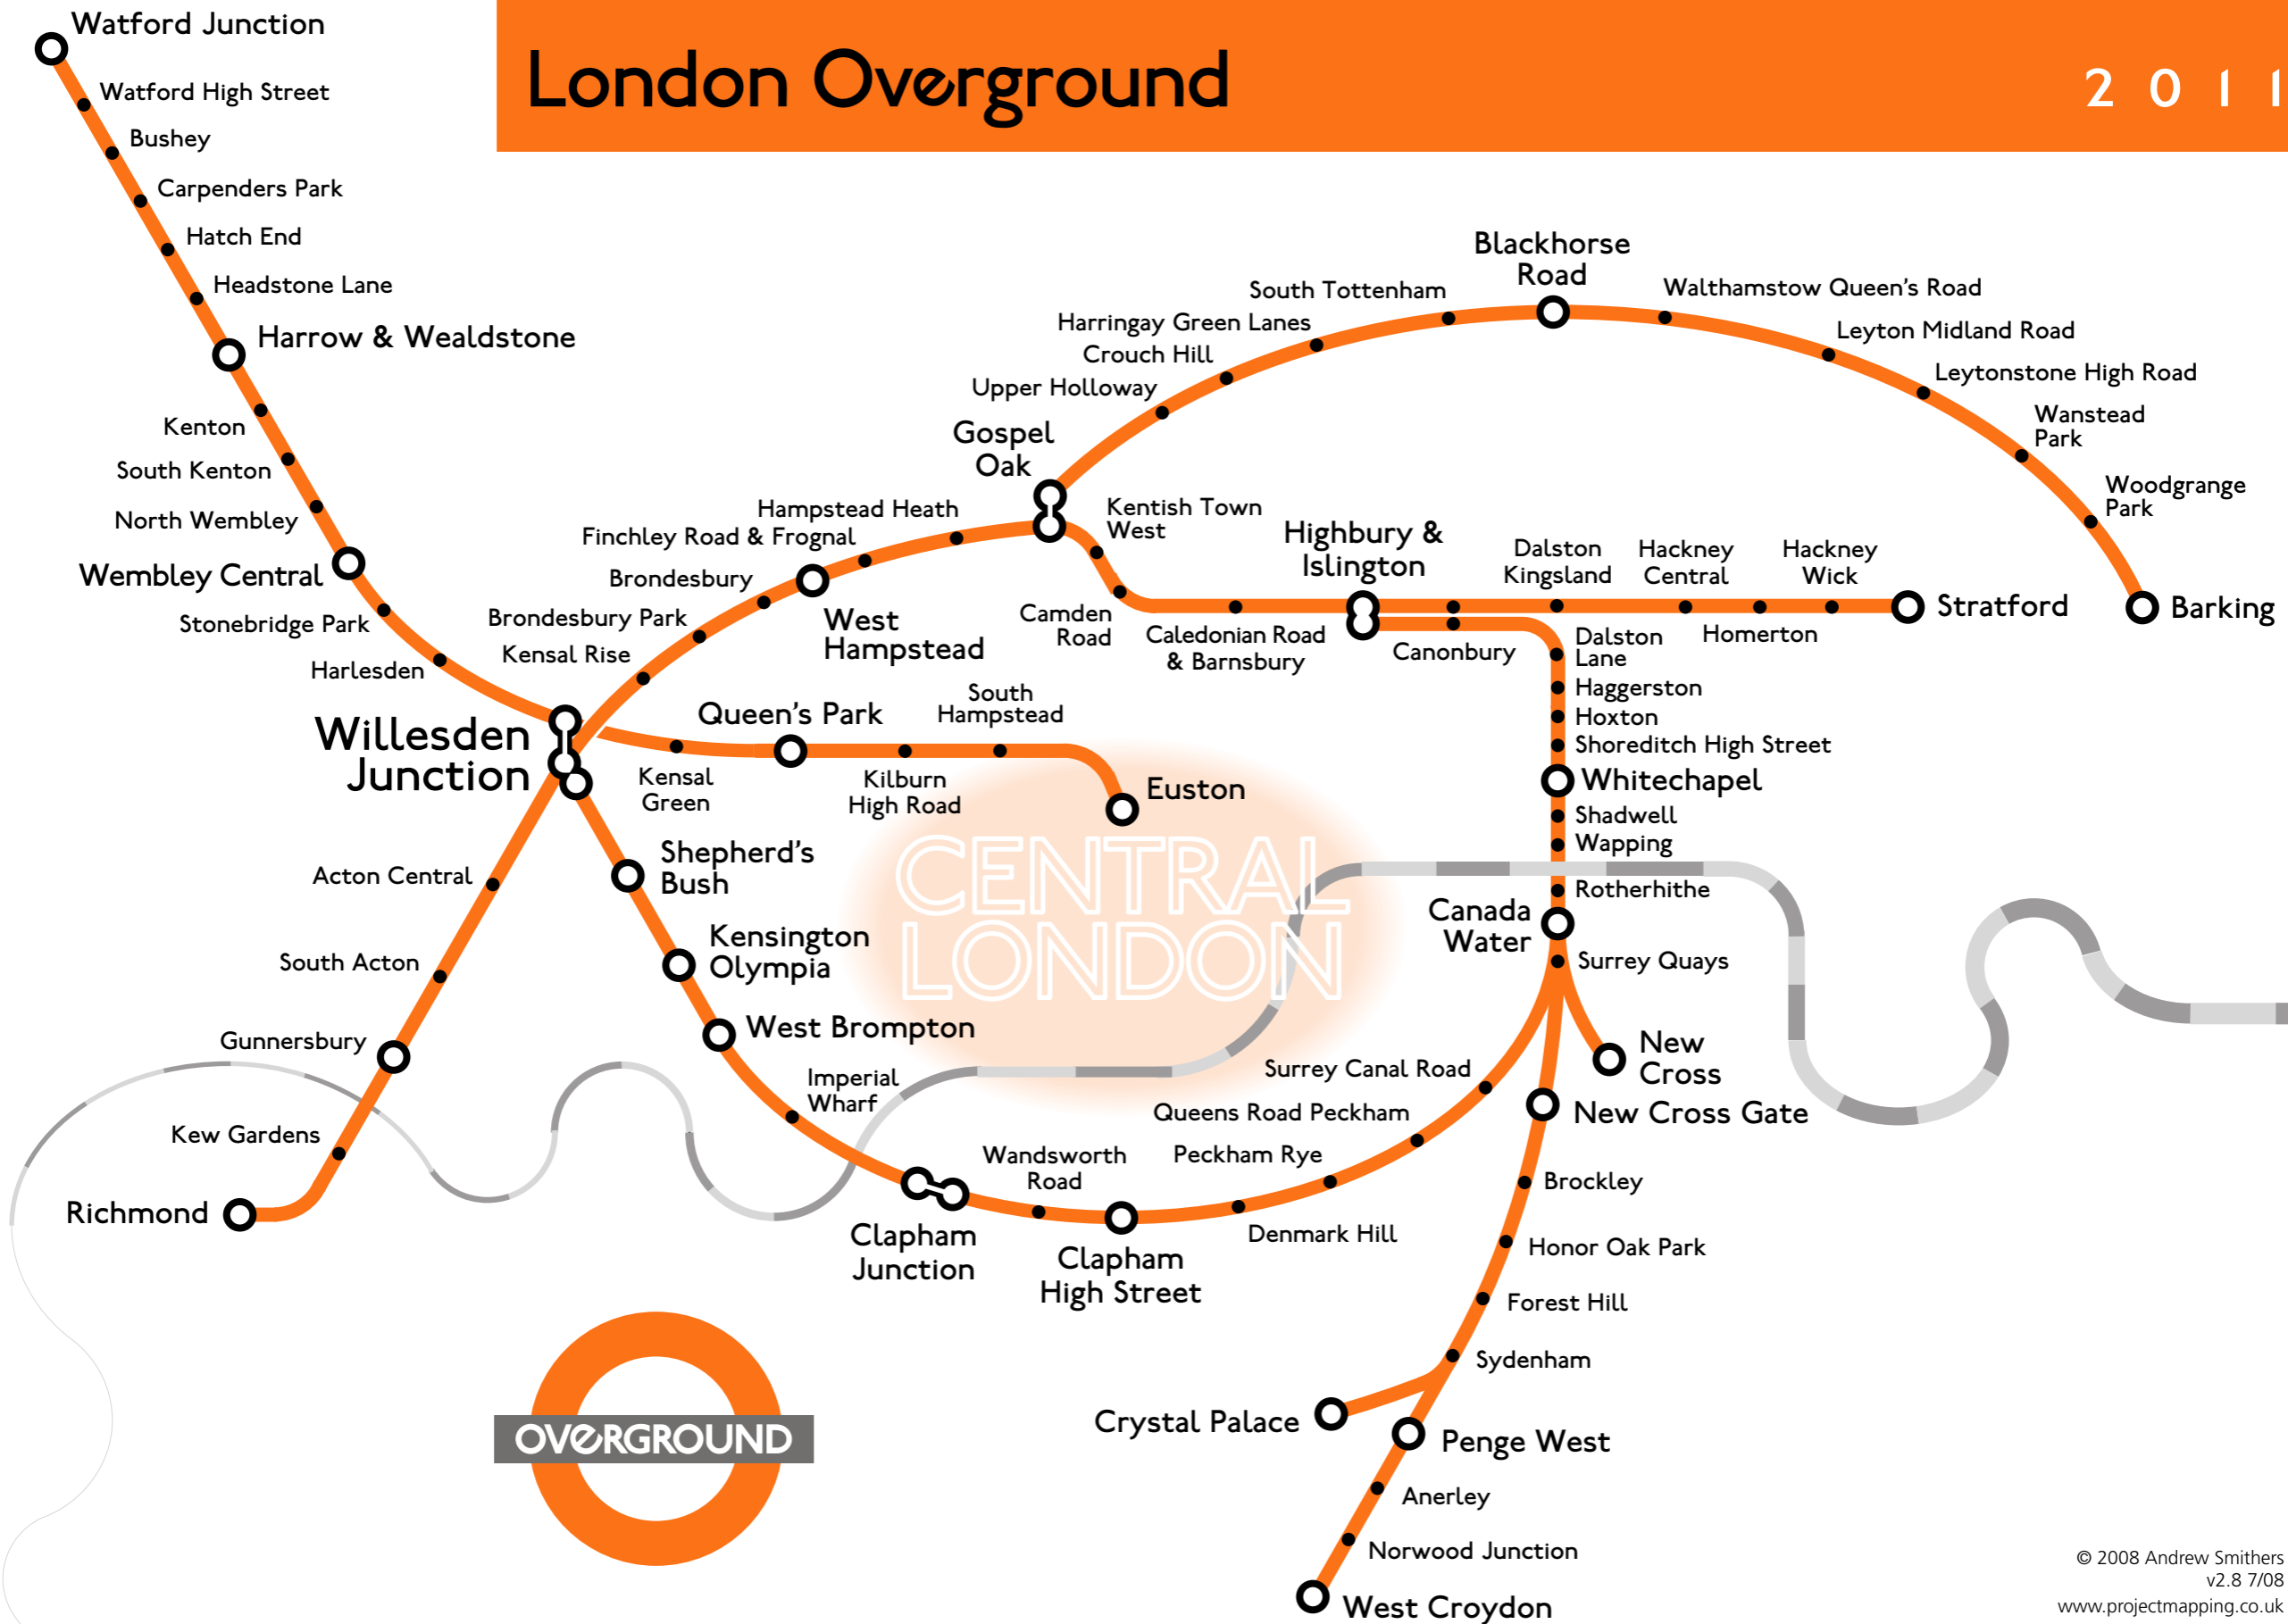 London Overground
2011
Watford Junction
Watford High Street
Bushey
Carpenders Park
Hatch End
Headstone Lane
Harrow & Wealdstone
Kenton
South Kenton
North Wembley
Wembley Central
Stonebridge Park
Harlesden
Willesden
Junction
Kensal Rise
Brondesbury Park
Brondesbury
West
Hampstead
Finchley Road & Frognal
Hampstead Heath
Gospel
Oak
Upper Holloway
Crouch Hill
Harringay Green Lanes
South Tottenham
Blackhorse
Road
Walthamstow Queen's Road
Leyton Midland Road
Leytonstone High Road
Wanstead
Park
Woodgrange
Park
Barking
Kentish Town
West
Camden
Road
Caledonian Road
& Barnsbury
Highbury &
Islington
Canonbury
Dalston
Kingsland
Hackney
Central
Homerton
Hackney
Wick
Stratford
Dalston
Lane
Haggerston
Hoxton
Shoreditch High Street
Whitechapel
Shadwell
Wapping
Rotherhithe
Canada
Water
Surrey Quays
New
Cross
New Cross Gate
Brockley
Honor Oak Park
Forest Hill
Sydenham
Crystal Palace
Penge West
Anerley
Norwood Junction
West Croydon
Kensal
Green
Queen's Park
Kilburn
High Road
South
Hampstead
Euston
CENTRAL
LONDON
Shepherd's
Bush
Kensington
Olympia
West Brompton
Imperial
Wharf
Clapham
Junction
Wandsworth
Road
Clapham
High Street
Denmark Hill
Peckham Rye
Queens Road Peckham
Surrey Canal Road
Acton Central
South Acton
Gunnersbury
Kew Gardens
Richmond
OVERGROUND
© 2008 Andrew Smithers
v2.8 7/08
www.projectmapping.co.uk